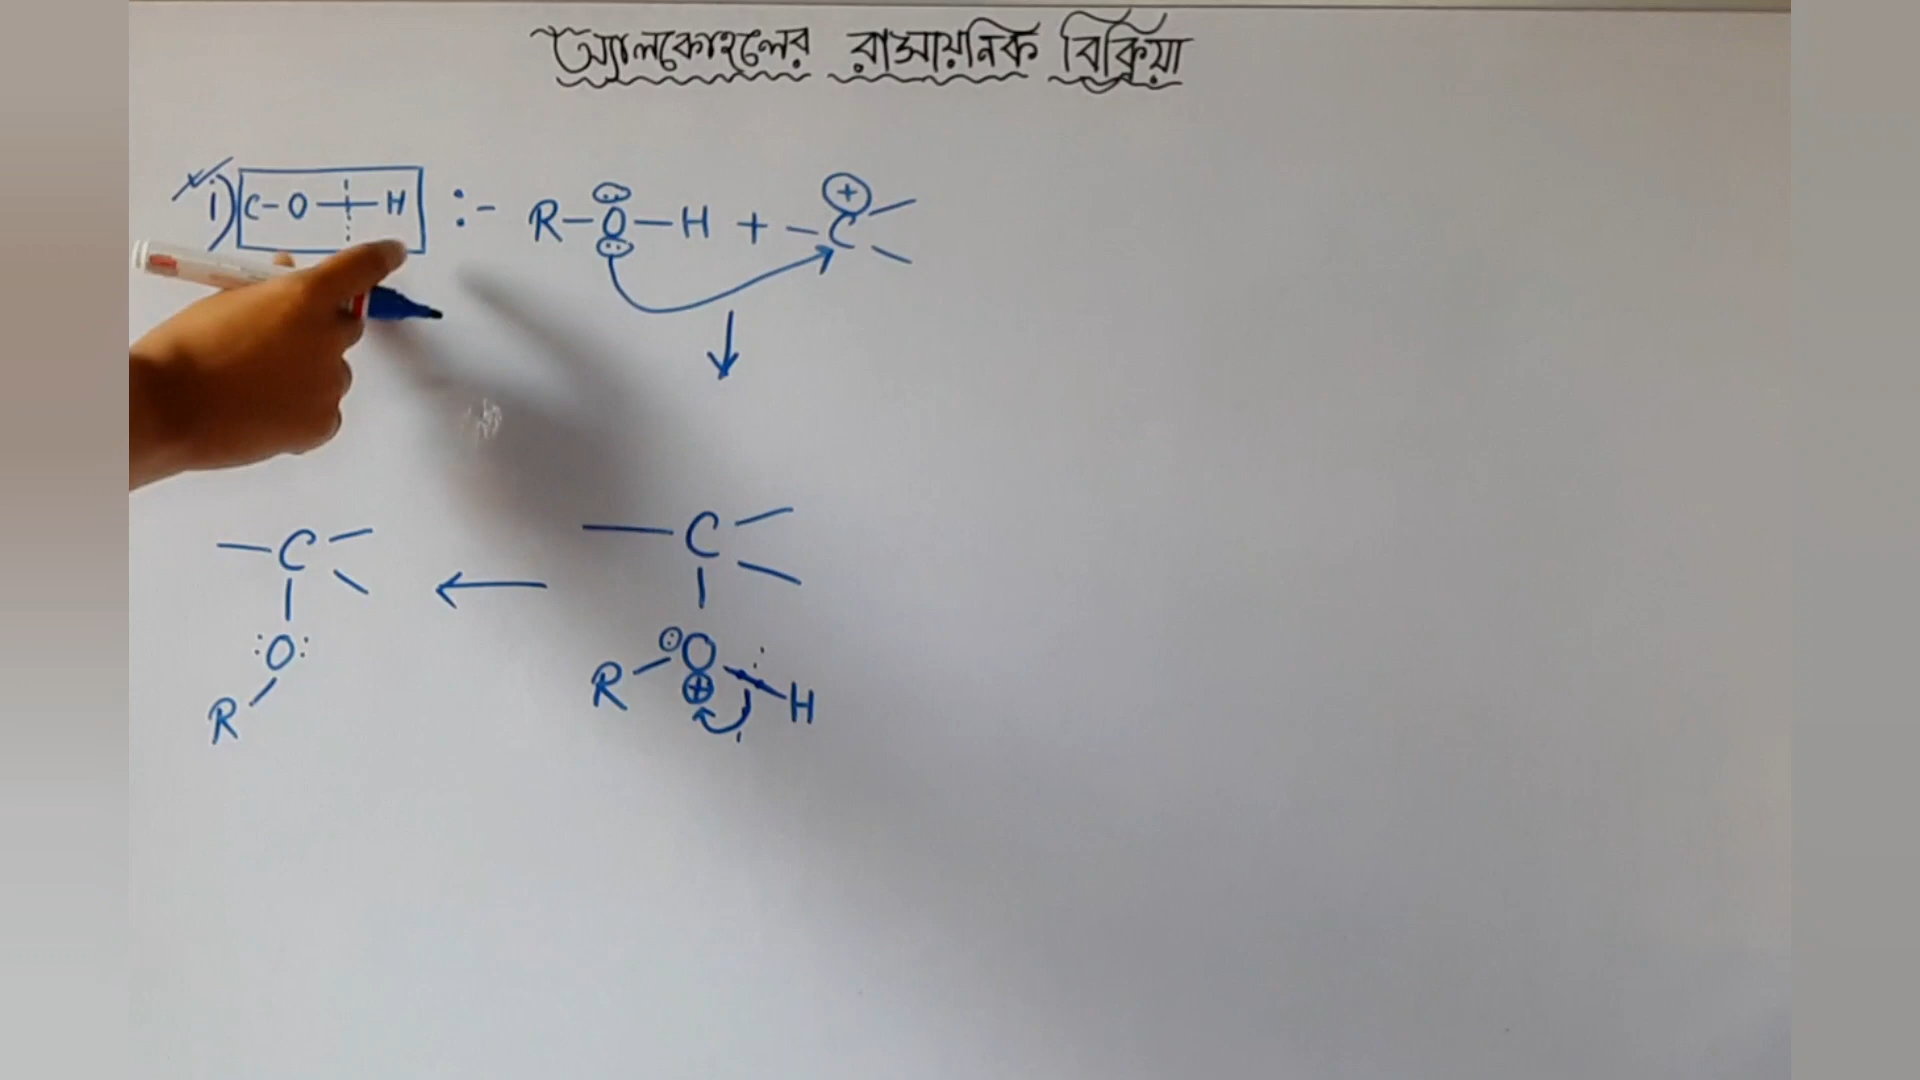 অ্যালকোহলের রাসায়নিক বিক্রিয়া
i) C-O-H :- R-O-H + -C⊕
C C
O O⊕
R R H